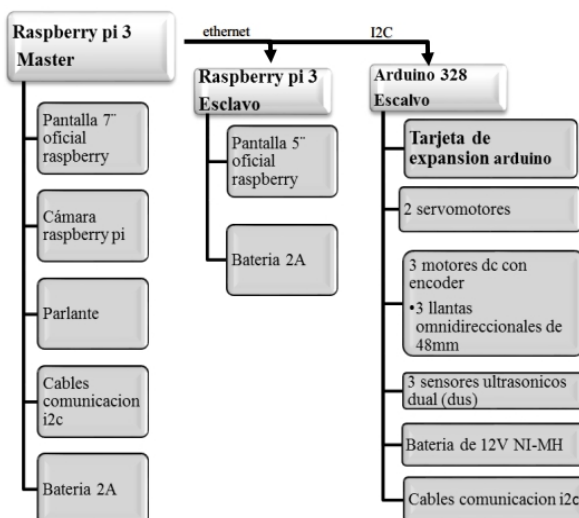 Raspberry pi 3
Master
ethernet
I2C
Raspberry pi 3
Esclavo
Arduino 328
Escalvo
Pantalla 7¨
oficial
raspberry
Cámara
raspberry pi
Parlante
Cables
comunicacion
i2c
Bateria 2A
Pantalla 5¨
oficial
raspberry
Bateria 2A
Tarjeta de
expansion arduino
2 servomotores
3 motores dc con
encoder
•3 llantas
omnidireccionales de
48mm
3 sensores ultrasonicos
dual (dus)
Bateria de 12V NI-MH
Cables comunicacion i2c